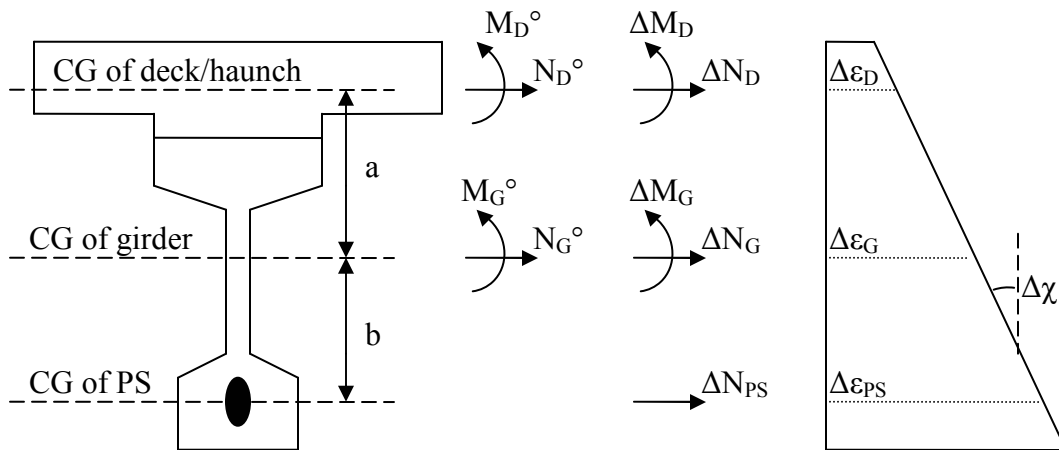 M_D° ΔM_D
CG of deck/haunch N_D° ΔN_D Δε_D
a
M_G° ΔM_G
CG of girder N_G° ΔN_G Δε_G
Δχ
b
CG of PS ΔN_PS Δε_PS